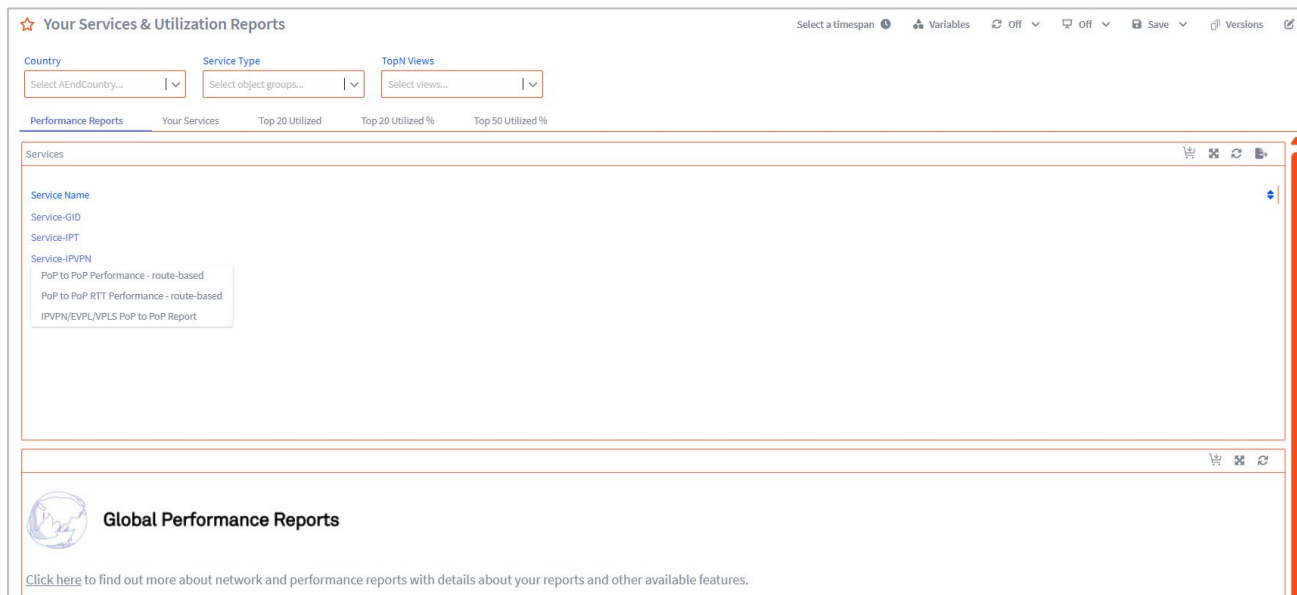 Your Services & Utilization Reports
Select a timespan Variables Off Off Save Versions
Country Service Type TopN Views
Select AEndCountry... Select object groups... Select views...
Performance Reports Your Services Top 20 Utilized Top 20 Utilized % Top 50 Utilized %
Services
Service Name
Service-GID
Service-IPT
Service-IPVPN
PoP to PoP Performance - route-based
PoP to PoP RTT Performance - route-based
IPVPN/EVPL/VPLS PoP to PoP Report
Global Performance Reports
Click here to find out more about network and performance reports with details about your reports and other available features.